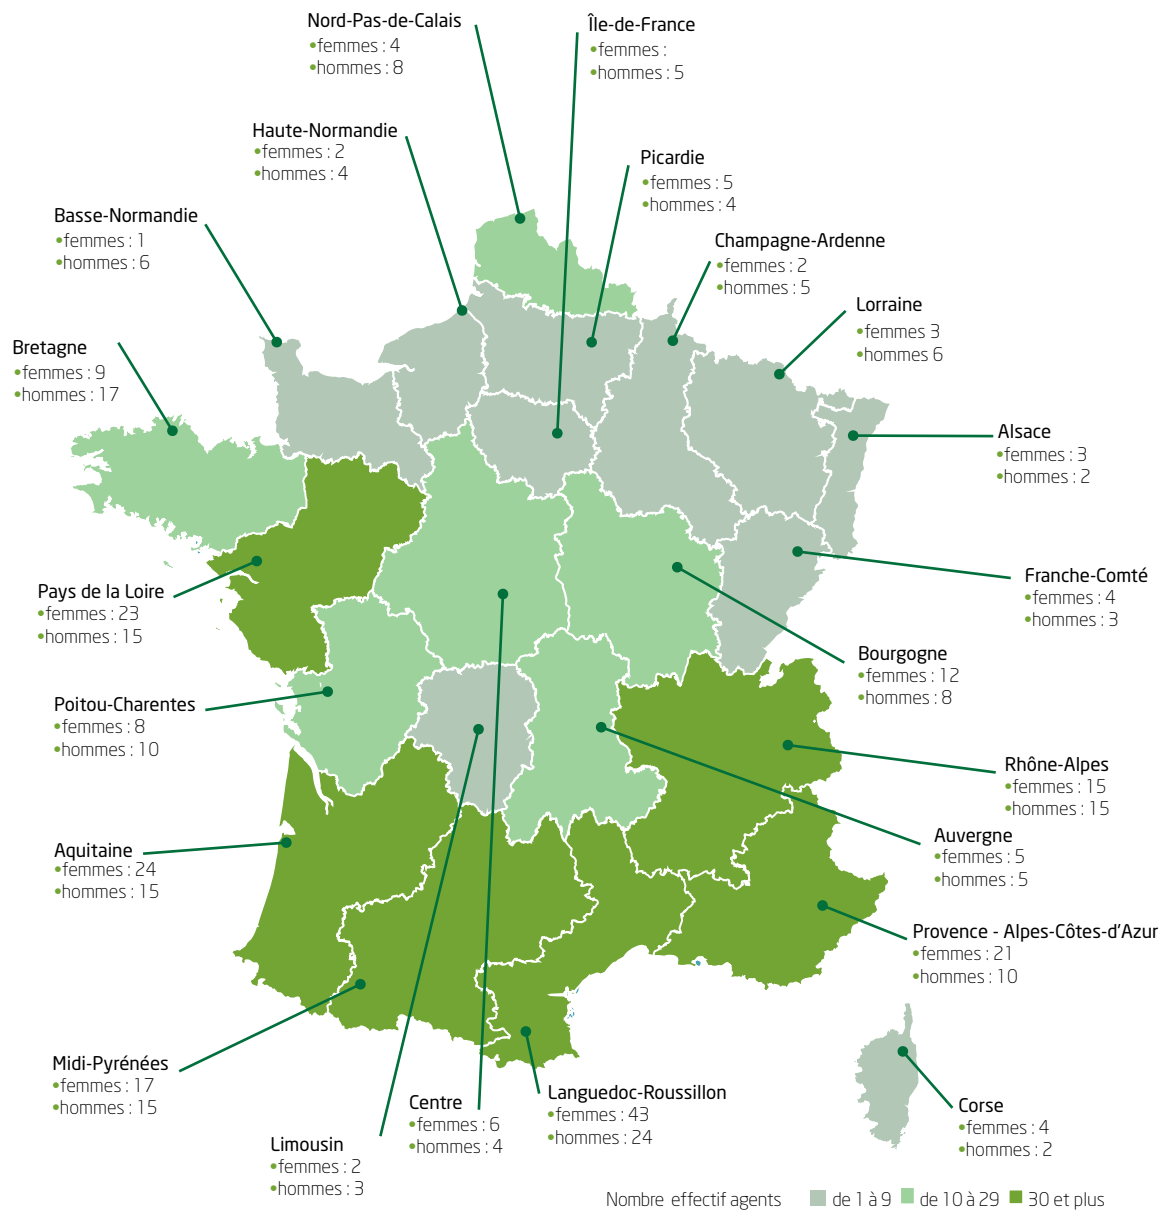 Nord-Pas-de-Calais
•femmes : 4
•hommes : 8
Île-de-France
•femmes :
•hommes : 5
Haute-Normandie
•femmes : 2
•hommes : 4
Picardie
•femmes : 5
•hommes : 4
Basse-Normandie
•femmes : 1
•hommes : 6
Champagne-Ardenne
•femmes : 2
•hommes : 5
Lorraine
•femmes 3
•hommes 6
Bretagne
•femmes : 9
•hommes : 17
Alsace
•femmes : 3
•hommes : 2
Franche-Comté
•femmes : 4
•hommes : 3
Pays de la Loire
•femmes : 23
•hommes : 15
Bourgogne
•femmes : 12
•hommes : 8
Poitou-Charentes
•femmes : 8
•hommes : 10
Rhône-Alpes
•femmes : 15
•hommes : 15
Auvergne
•femmes : 5
•hommes : 5
Aquitaine
•femmes : 24
•hommes : 15
Provence - Alpes-Côtes-d'Azur
•femmes : 21
•hommes : 10
Midi-Pyrénées
•femmes : 17
•hommes : 15
Languedoc-Roussillon
•femmes : 43
•hommes : 24
Centre
•femmes : 6
•hommes : 4
Corse
•femmes : 4
•hommes : 2
Limousin
•femmes : 2
•hommes : 3
Nombre effectif agents de 1 à 9 de 10 à 29 30 et plus